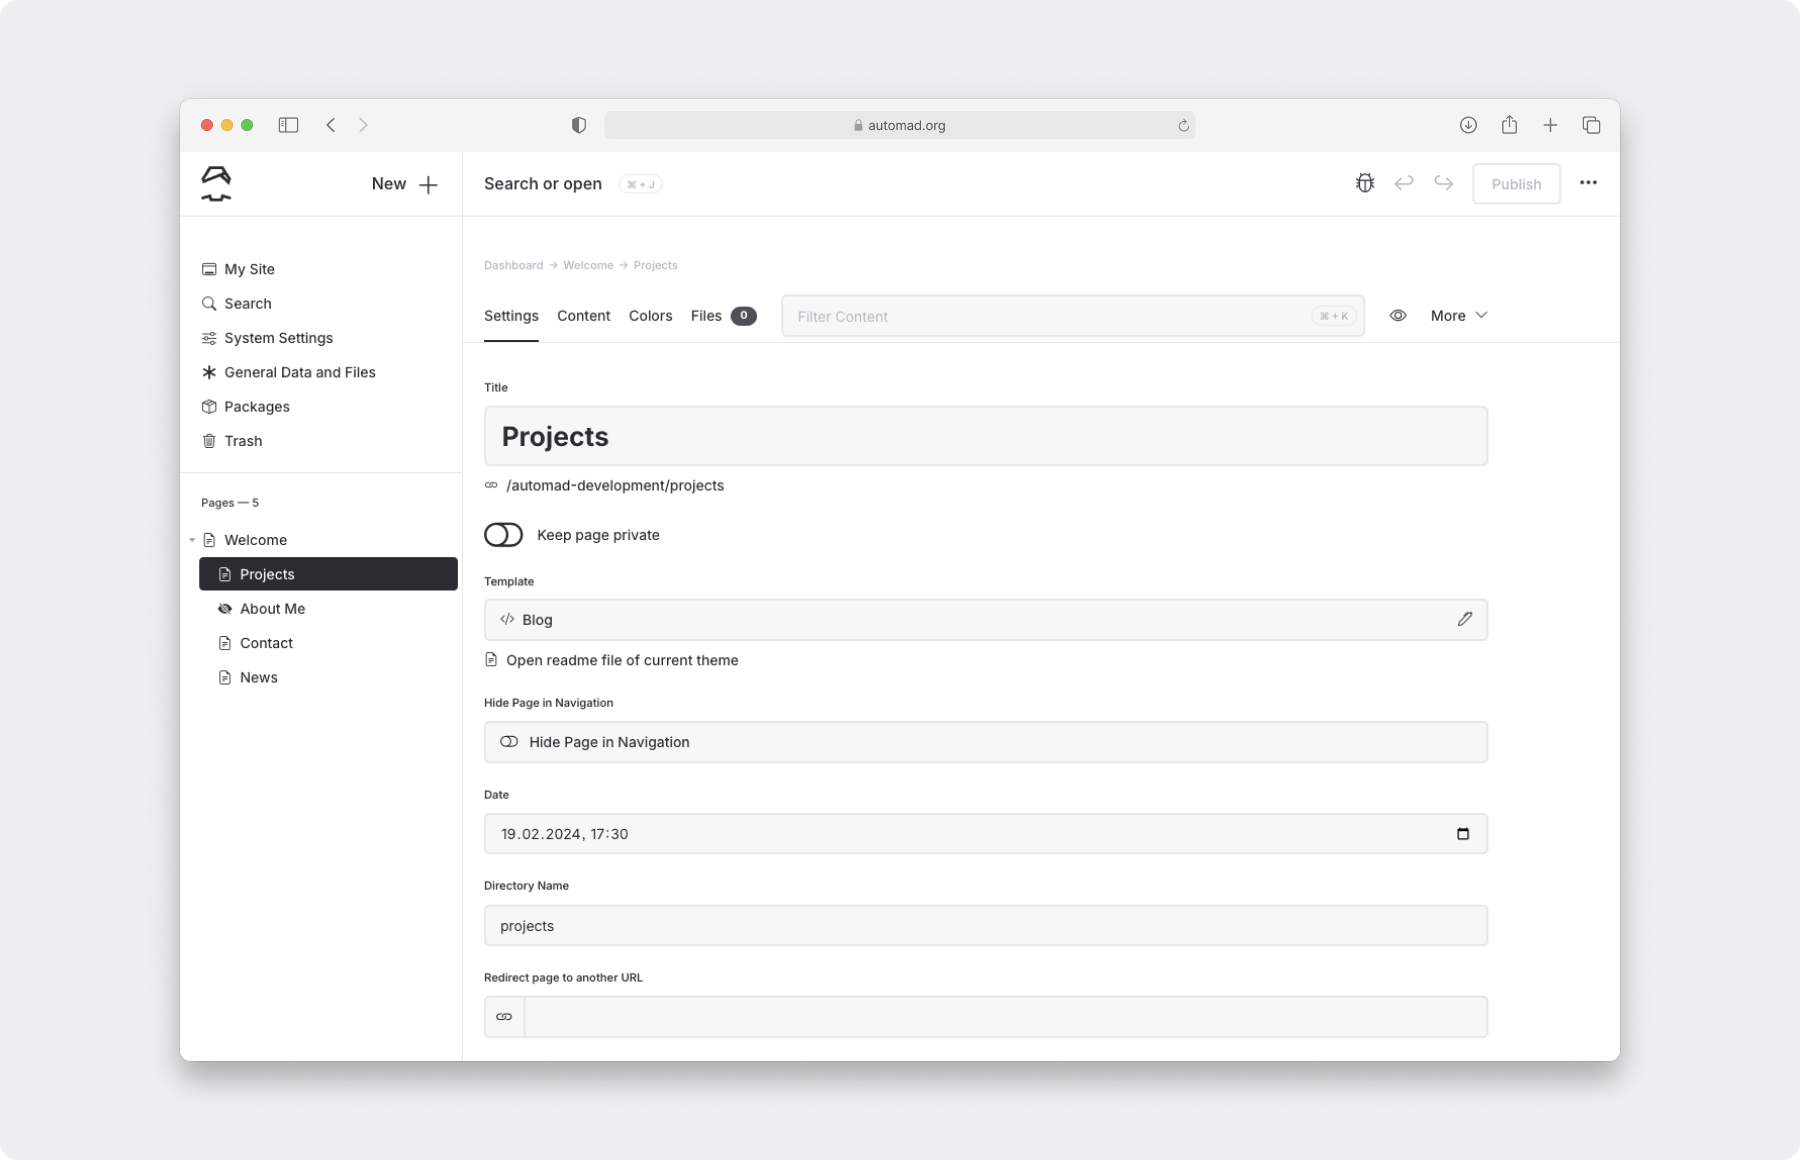 automad.org
New
Search or open
⌘ + J
Publish
My Site
Search
System Settings
General Data and Files
Packages
Trash
Pages — 5
Welcome
Projects
About Me
Contact
News
Dashboard → Welcome → Projects
Settings
Content
Colors
Files
0
Filter Content
⌘ + K
More
Title
Projects
/automad-development/projects
Keep page private
Template
Blog
Open readme file of current theme
Hide Page in Navigation
Hide Page in Navigation
Date
19.02.2024, 17:30
Directory Name
projects
Redirect page to another URL